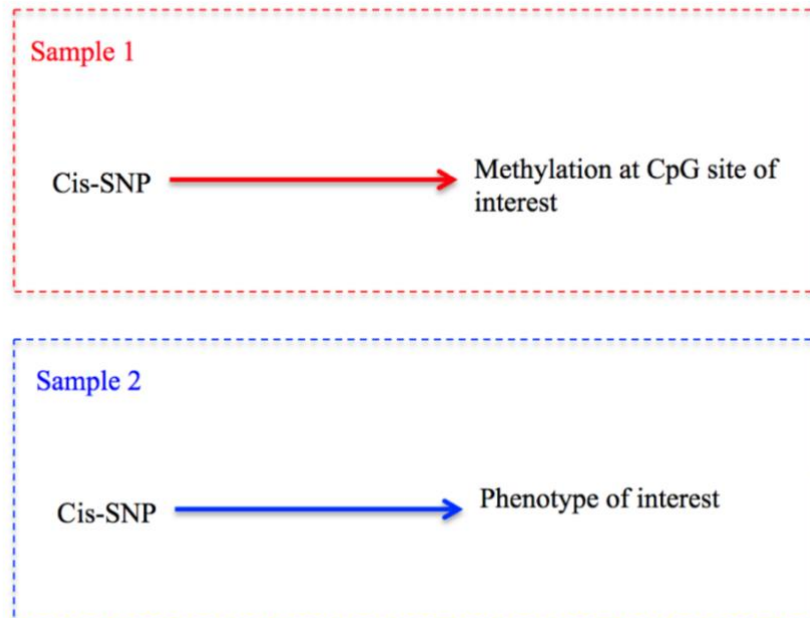 Sample 1
Cis-SNP
Methylation at CpG site of
interest
Sample 2
Cis-SNP
Phenotype of interest